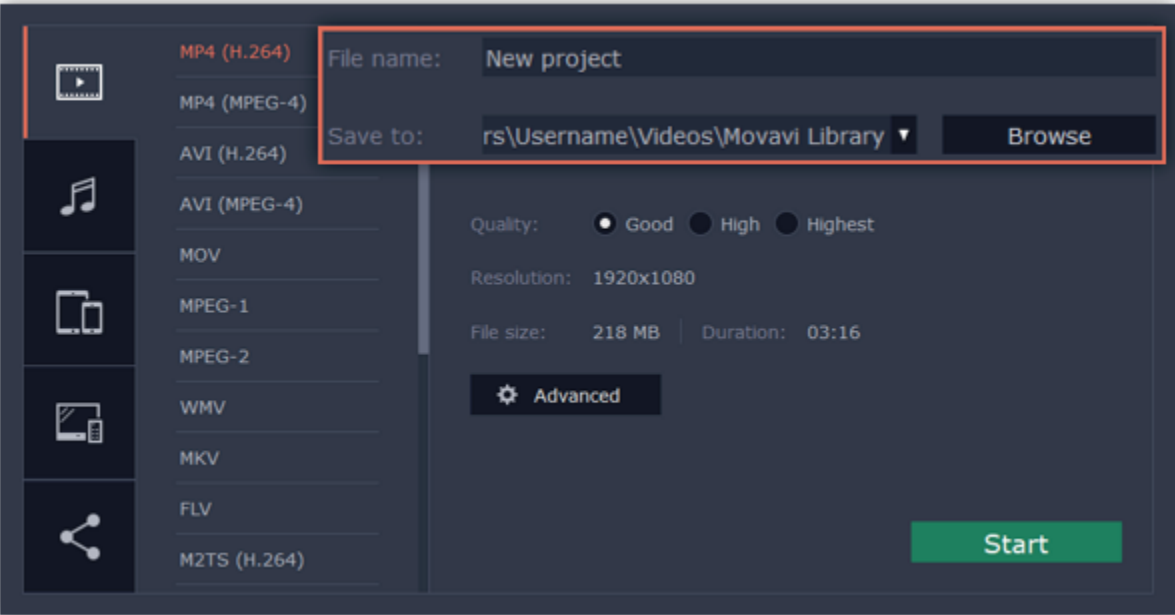 MP4 (H.264)
MP4 (MPEG-4)
AVI (H.264)
AVI (MPEG-4)
MOV
MPEG-1
MPEG-2
WMV
MKV
FLV
M2TS (H.264)
File name: New project
Save to: rs\Username\Videos\Movavi Library Browse
Quality: Good High Highest
Resolution: 1920x1080
File size: 218 MB Duration: 03:16
Advanced
Start